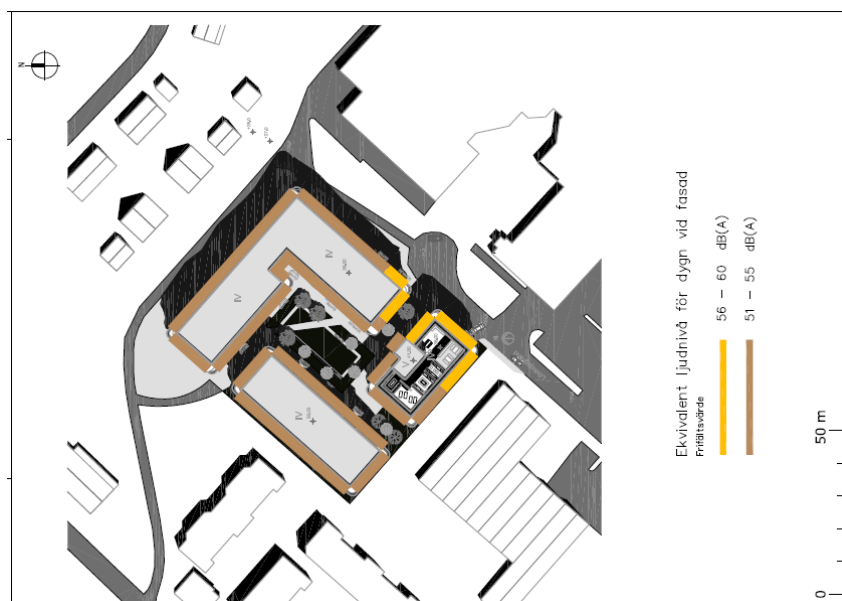 N
IV
IV
IV
Ekvivalent ljudnivå för dygn vid fasad
Frifältsvärde
56 – 60 dB(A)
51 – 55 dB(A)
0
50 m